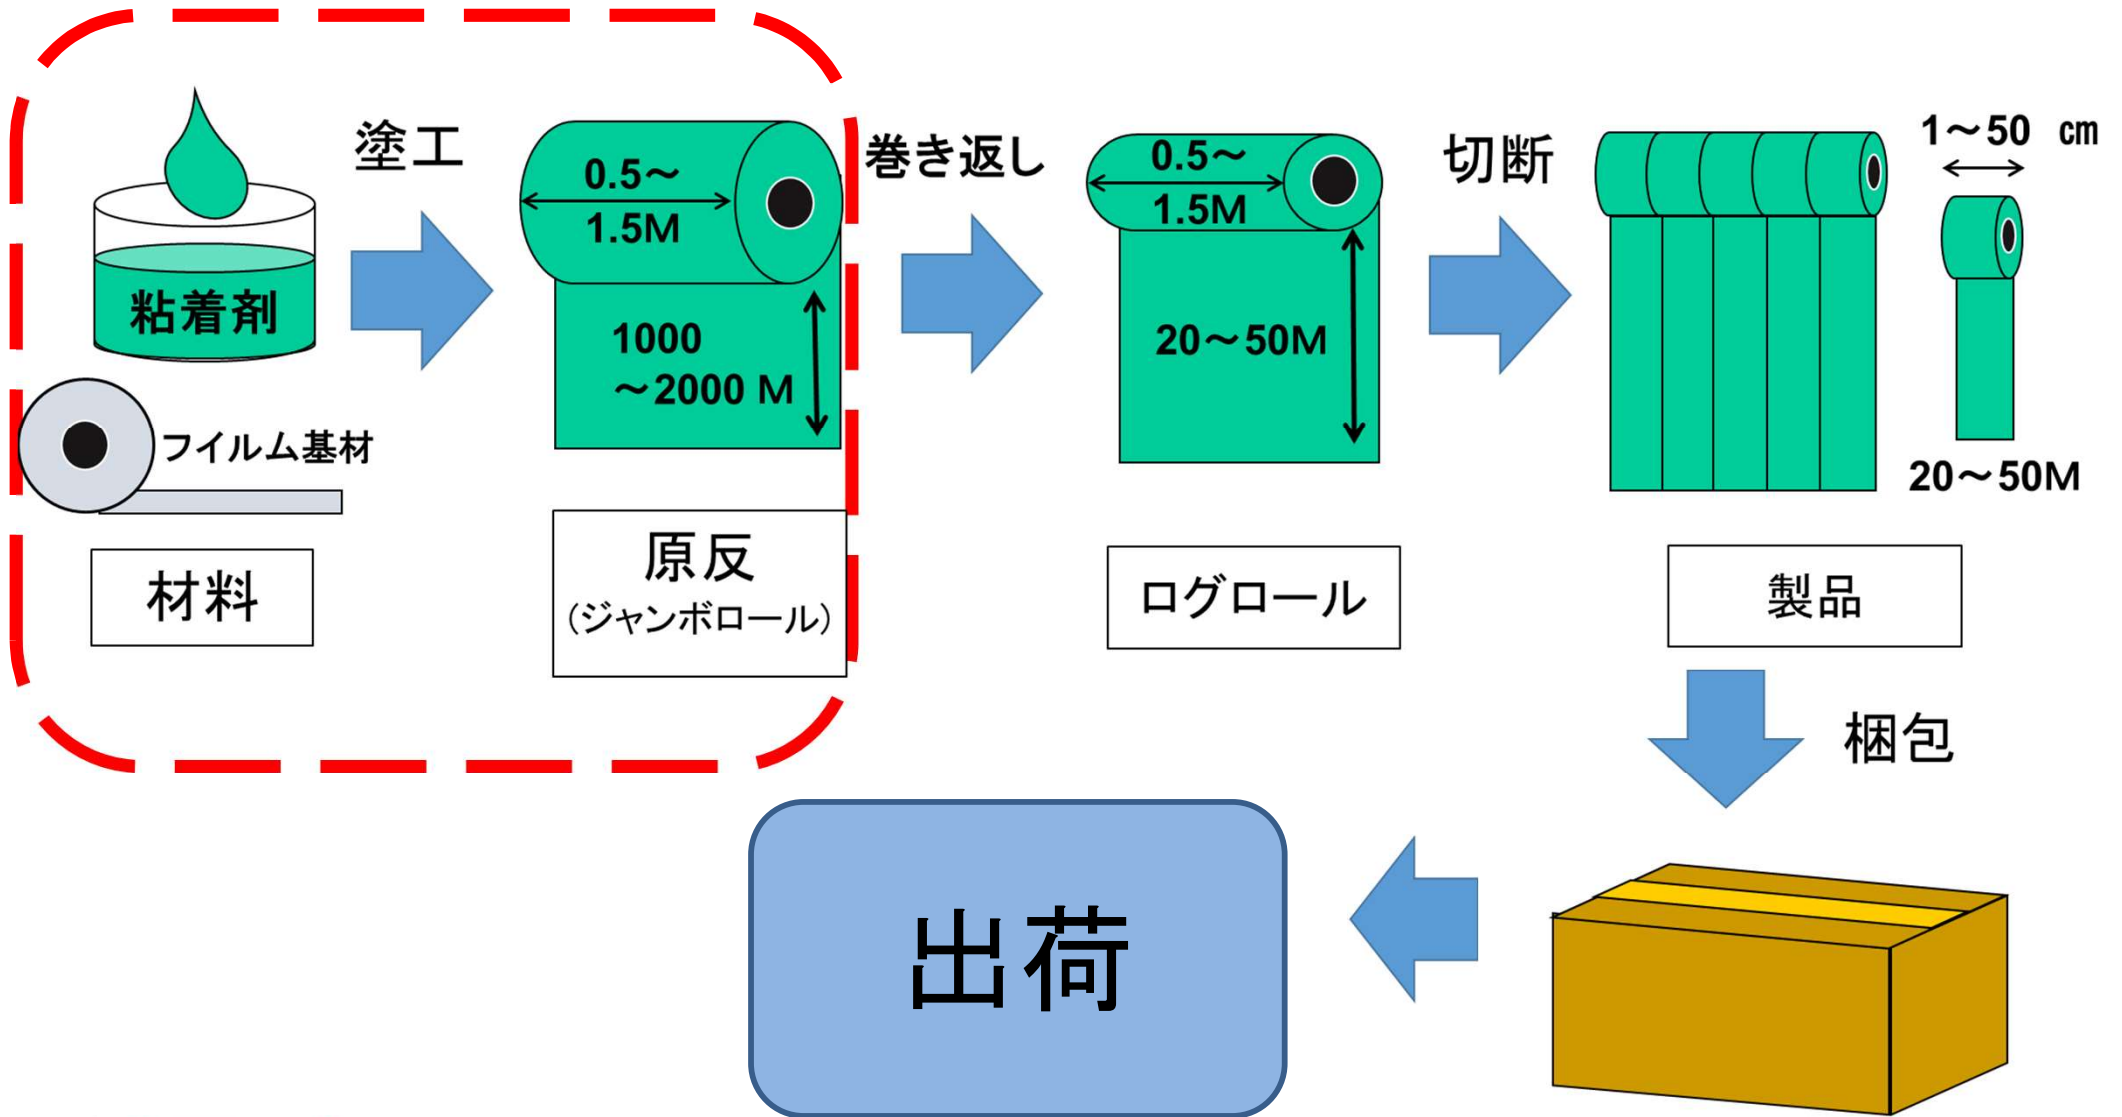 塗工
粘着剤
フイルム基材
材料
0.5～
1.5M
1000
～2000 M
原反
(ジャンボロール)
巻き返し
0.5～
1.5M
20～50M
ログロール
切断
1～50 ㎝
20～50M
製品
梱包
出荷